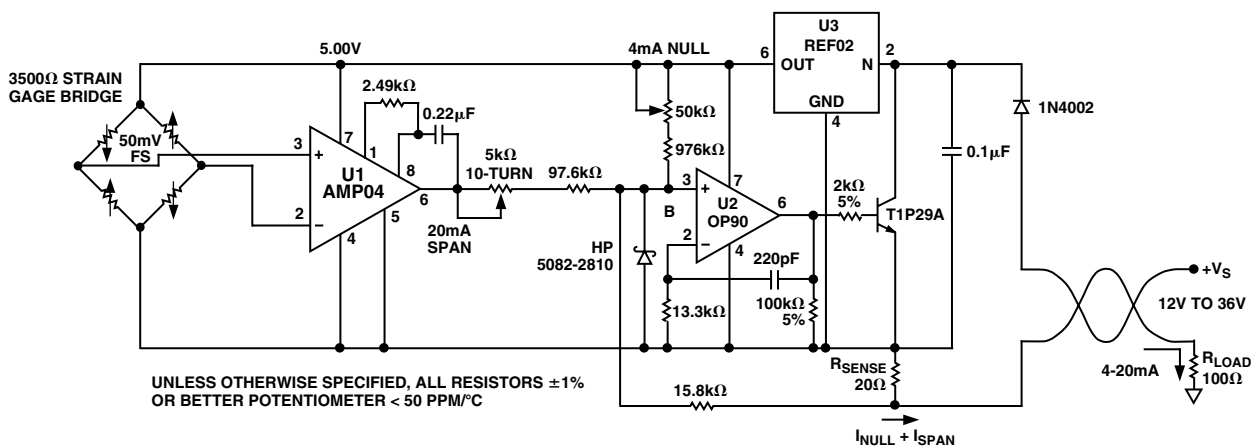 3500Ω STRAIN
GAGE BRIDGE
50mV
FS
5.00V
2.49kΩ
0.22µF
3
+
7
1
8
U1
AMP04
6
2
–
4
5
5kΩ
10-TURN
20mA
SPAN
97.6kΩ
4mA NULL
50kΩ
976kΩ
B
3
+
7
U2
OP90
6
2
–
4
HP
5082-2810
220pF
13.3kΩ
100kΩ
5%
2kΩ
5%
T1P29A
6
U3
REF02
2
OUT
N
GND
4
1N4002
0.1µF
+VS
12V TO 36V
4-20mA
RLOAD
100Ω
RSENSE
20Ω
15.8kΩ
INULL + ISPAN
UNLESS OTHERWISE SPECIFIED, ALL RESISTORS ±1%
OR BETTER POTENTIOMETER < 50 PPM/°C